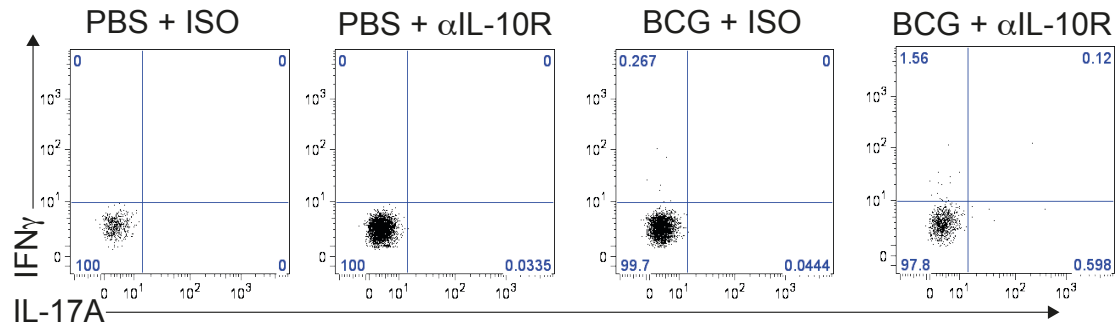 PBS + ISO PBS + αIL-10R BCG + ISO BCG + αIL-10R
0 0 0 0 0.267 0 1.56 0.12
10³ 10³ 10³ 10³
10² 10² 10² 10²
10¹ 10¹ 10¹ 10¹
0 0 0 0
100 0 100 0.0335 99.7 0.0444 97.8 0.598
0 10¹ 10² 10³ 0 10¹ 10² 10³ 0 10¹ 10² 10³ 0 10¹ 10² 10³
IFNγ
IL-17A